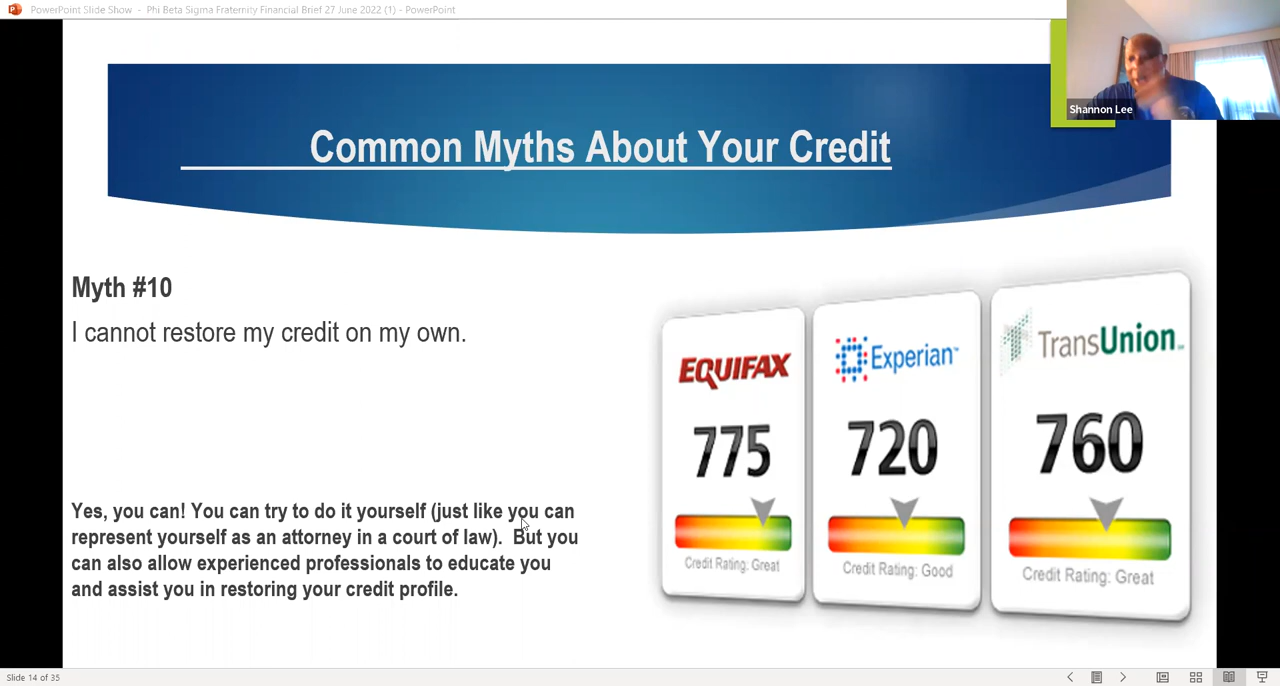 PowerPoint Slide Show - Phi Beta Sigma Fraternity Financial Brief 27 June 2022 (1) - PowerPoint
Shannon Lee
Common Myths About Your Credit
Myth #10
I cannot restore my credit on my own.
Yes, you can! You can try to do it yourself (just like you can
represent yourself as an attorney in a court of law). But you
can also allow experienced professionals to educate you
and assist you in restoring your credit profile.
EQUIFAX
775
Credit Rating: Great
Experian™
720
Credit Rating: Good
TransUnion
760
Credit Rating: Great
Slide 14 of 35